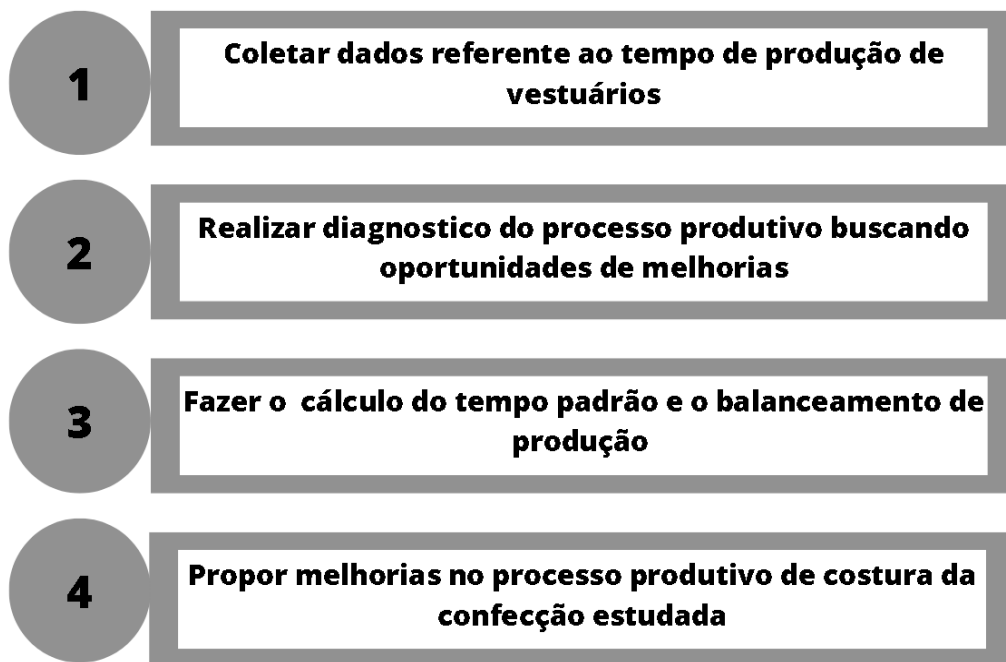 1
Coletar dados referente ao tempo de produção de
vestuários
2
Realizar diagnostico do processo produtivo buscando
oportunidades de melhorias
3
Fazer o  cálculo do tempo padrão e o balanceamento de
produção
4
Propor melhorias no processo produtivo de costura da
confecção estudada